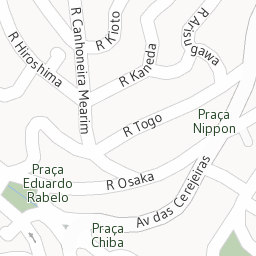 R Canhoneira Mearim
R Kioto
R Arisugawa
R Hiroshima
R Kaneda
R Togo
Praça
Nippon
Praça
Eduardo
Rabelo
R Osaka
Av das Cerejeiras
Praça
Chiba